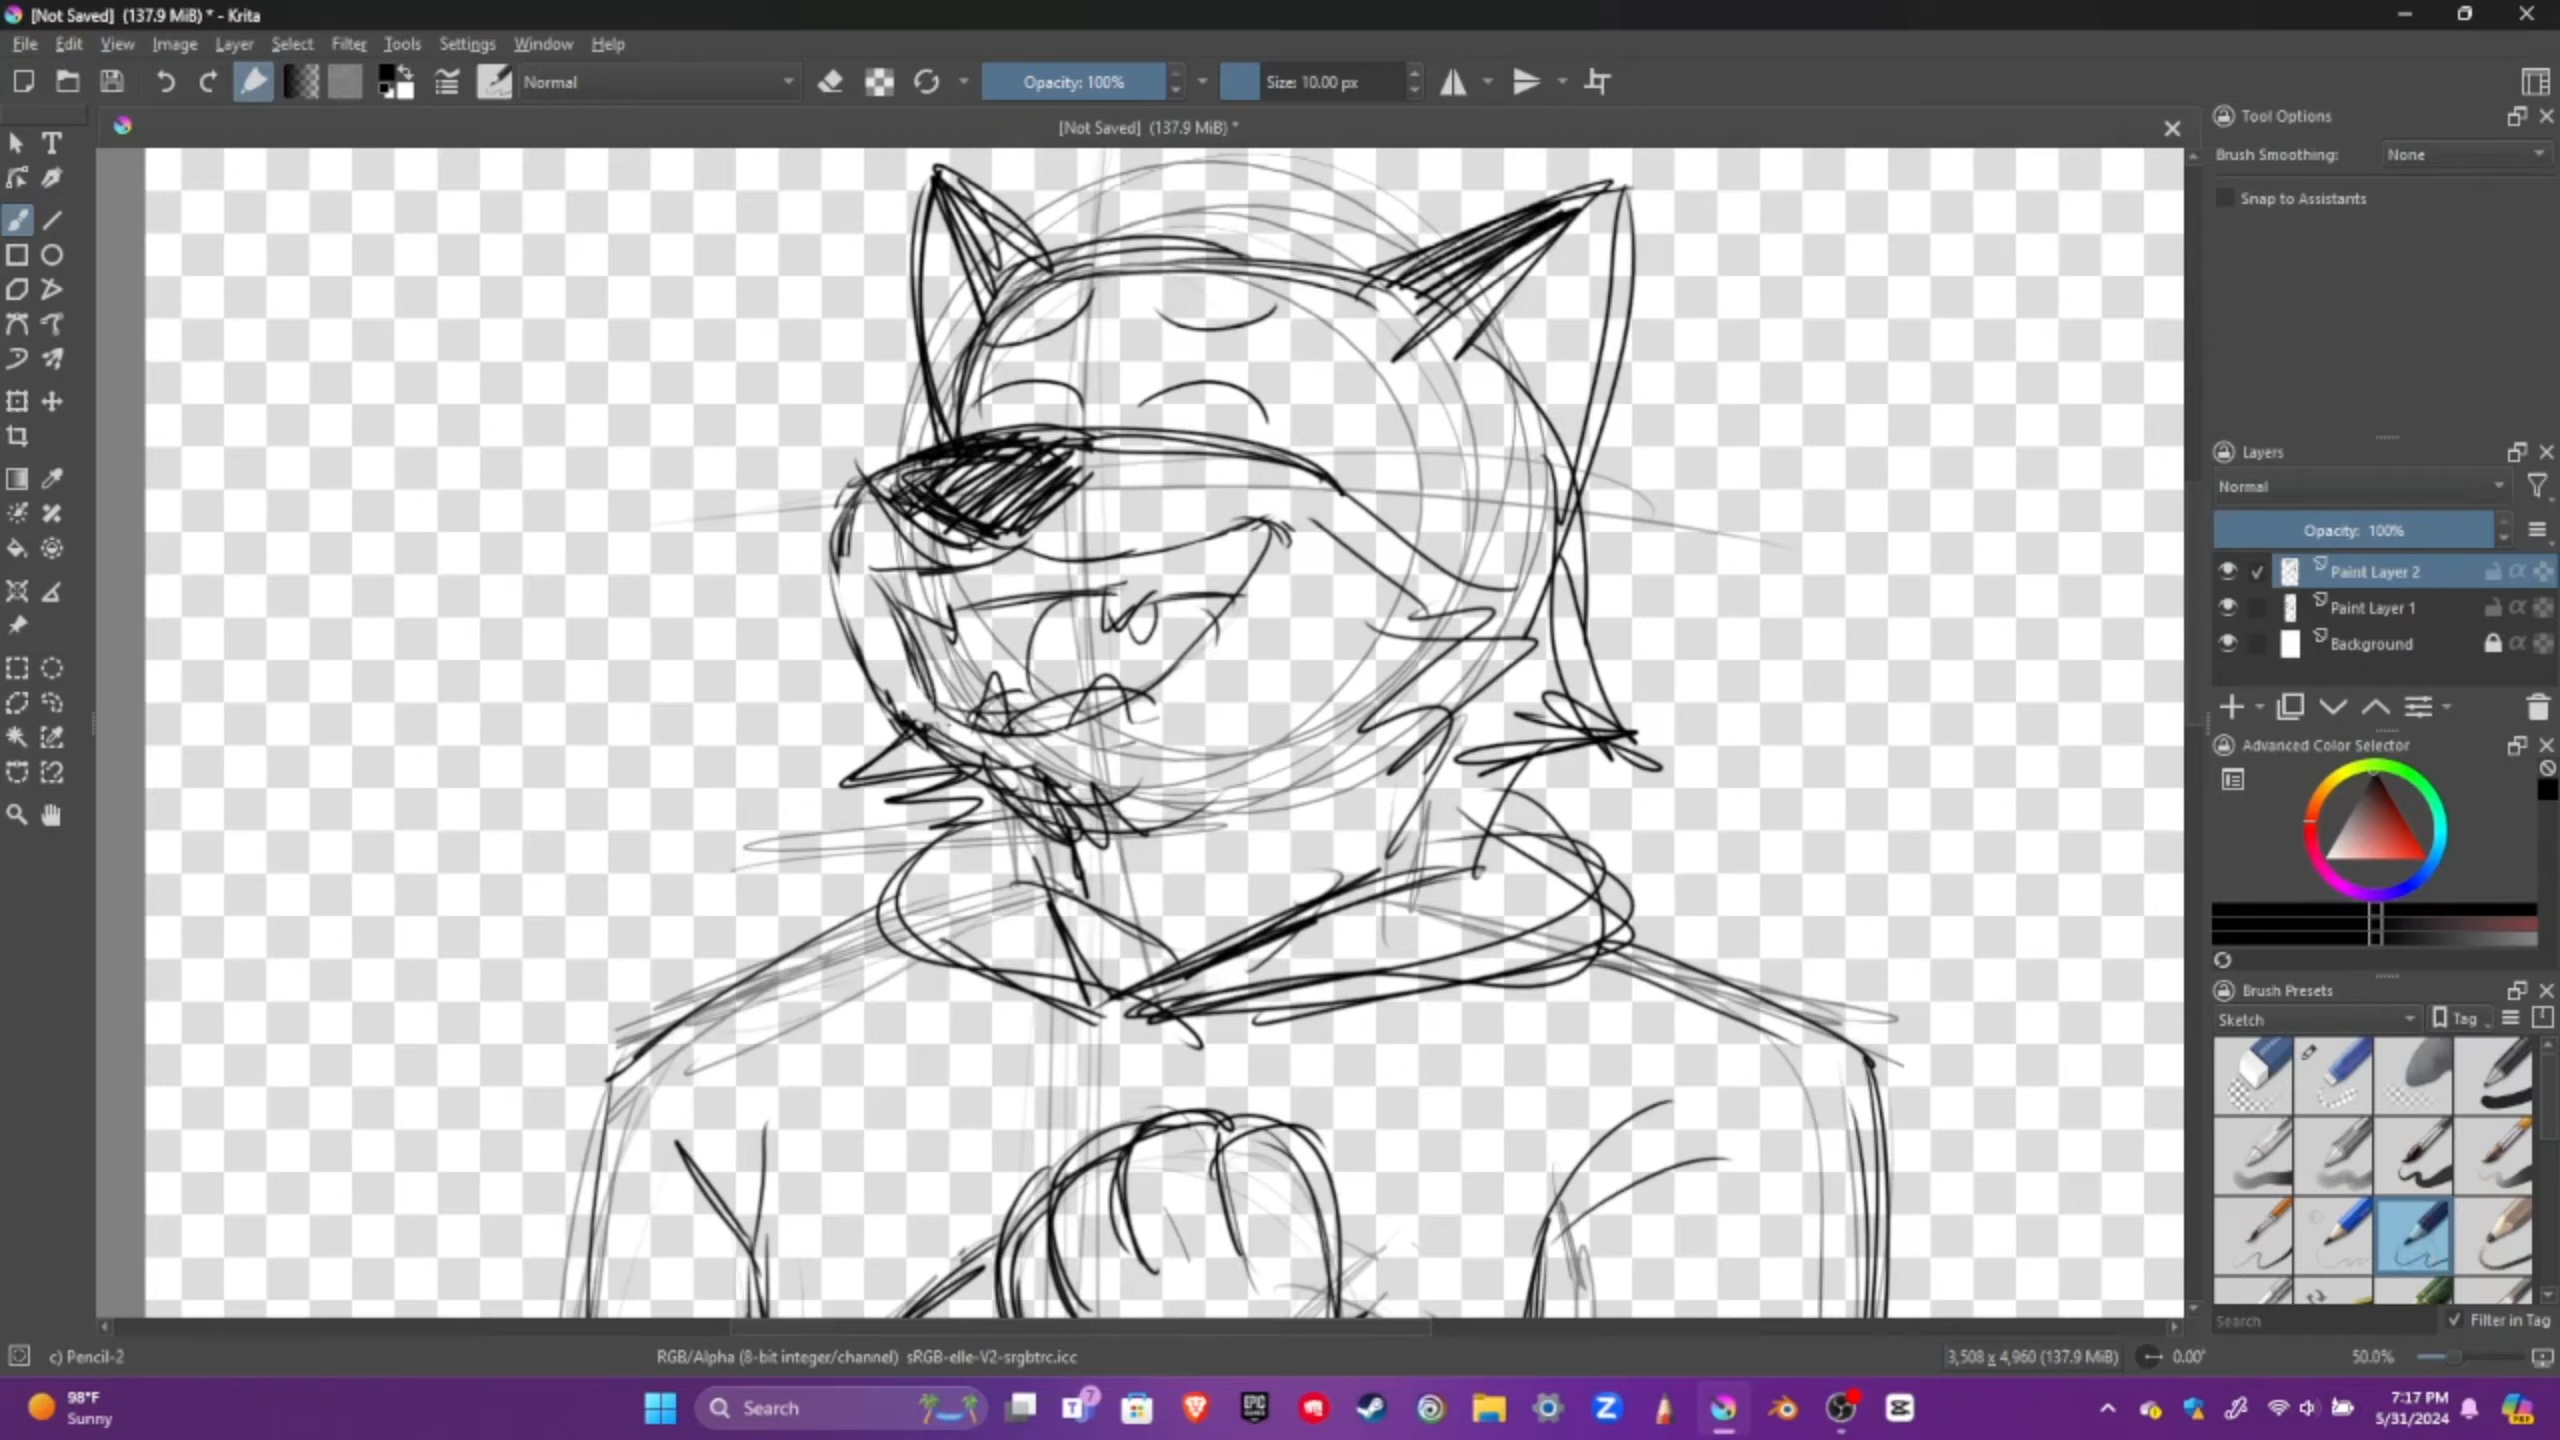 [Not Saved] (137.9 MiB) * - Krita
File Edit View Image Layer Select Filter Tools Settings Window Help
Normal Opacity: 100% Size: 10.00 px
[Not Saved] (137.9 MiB) *
Tool Options
Brush Smoothing: None
Snap to Assistants
Layers
Normal
Opacity: 100%
Paint Layer 2
Paint Layer 1
Background
Advanced Color Selector
Brush Presets
Sketch Tag
Search Filter in Tag
c) Pencil-2 RGB/Alpha (8-bit integer/channel) sRGB-elle-V2-srgbtrc.icc 3,508 x 4,960 (137.9 MiB) 0.00° 50.0%
98°F
Sunny
Search
7
EPIC
7:17 PM
5/31/2024